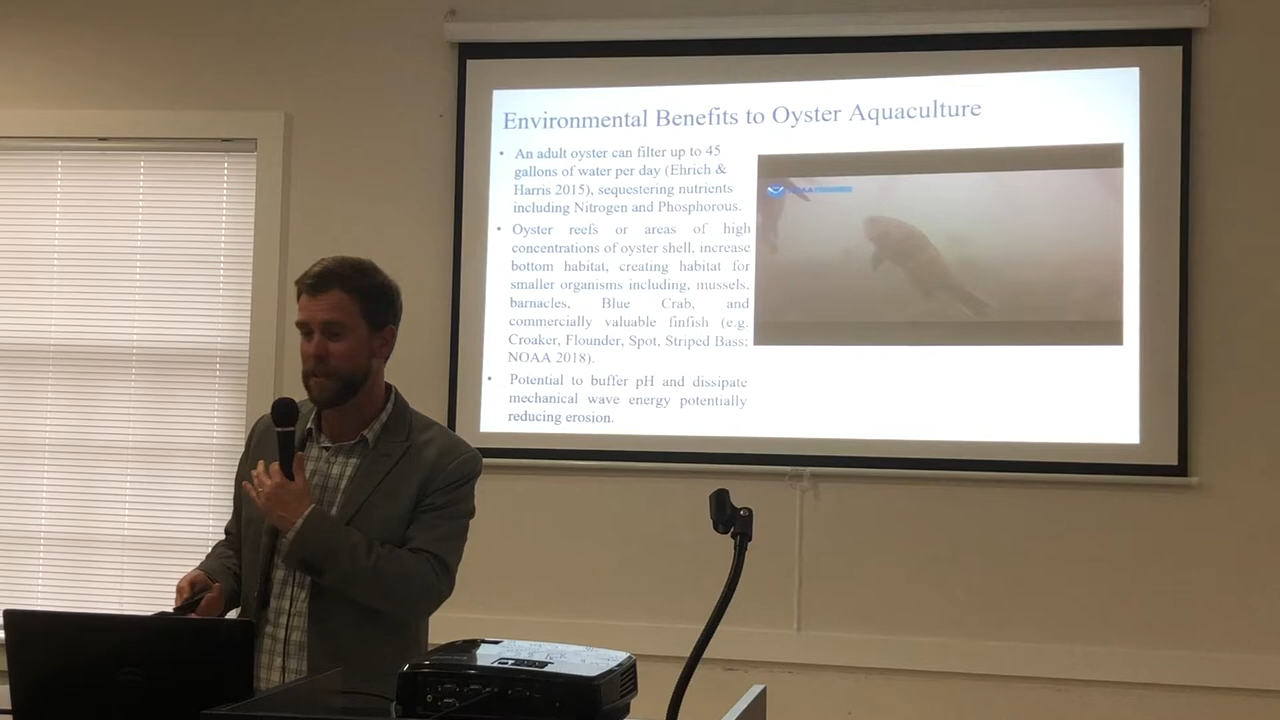 Environmental Benefits to Oyster Aquaculture
• An adult oyster can filter up to 45
gallons of water per day (Ehrich &
Harris 2015), sequestering nutrients
including Nitrogen and Phosphorous.
• Oyster reefs or areas of high
concentrations of oyster shell, increase
bottom habitat, creating habitat for
smaller organisms including, mussels,
barnacles, Blue Crab, and
commercially valuable finfish (e.g.
Croaker, Flounder, Spot, Striped Bass;
NOAA 2018).
• Potential to buffer pH and dissipate
mechanical wave energy potentially
reducing erosion.